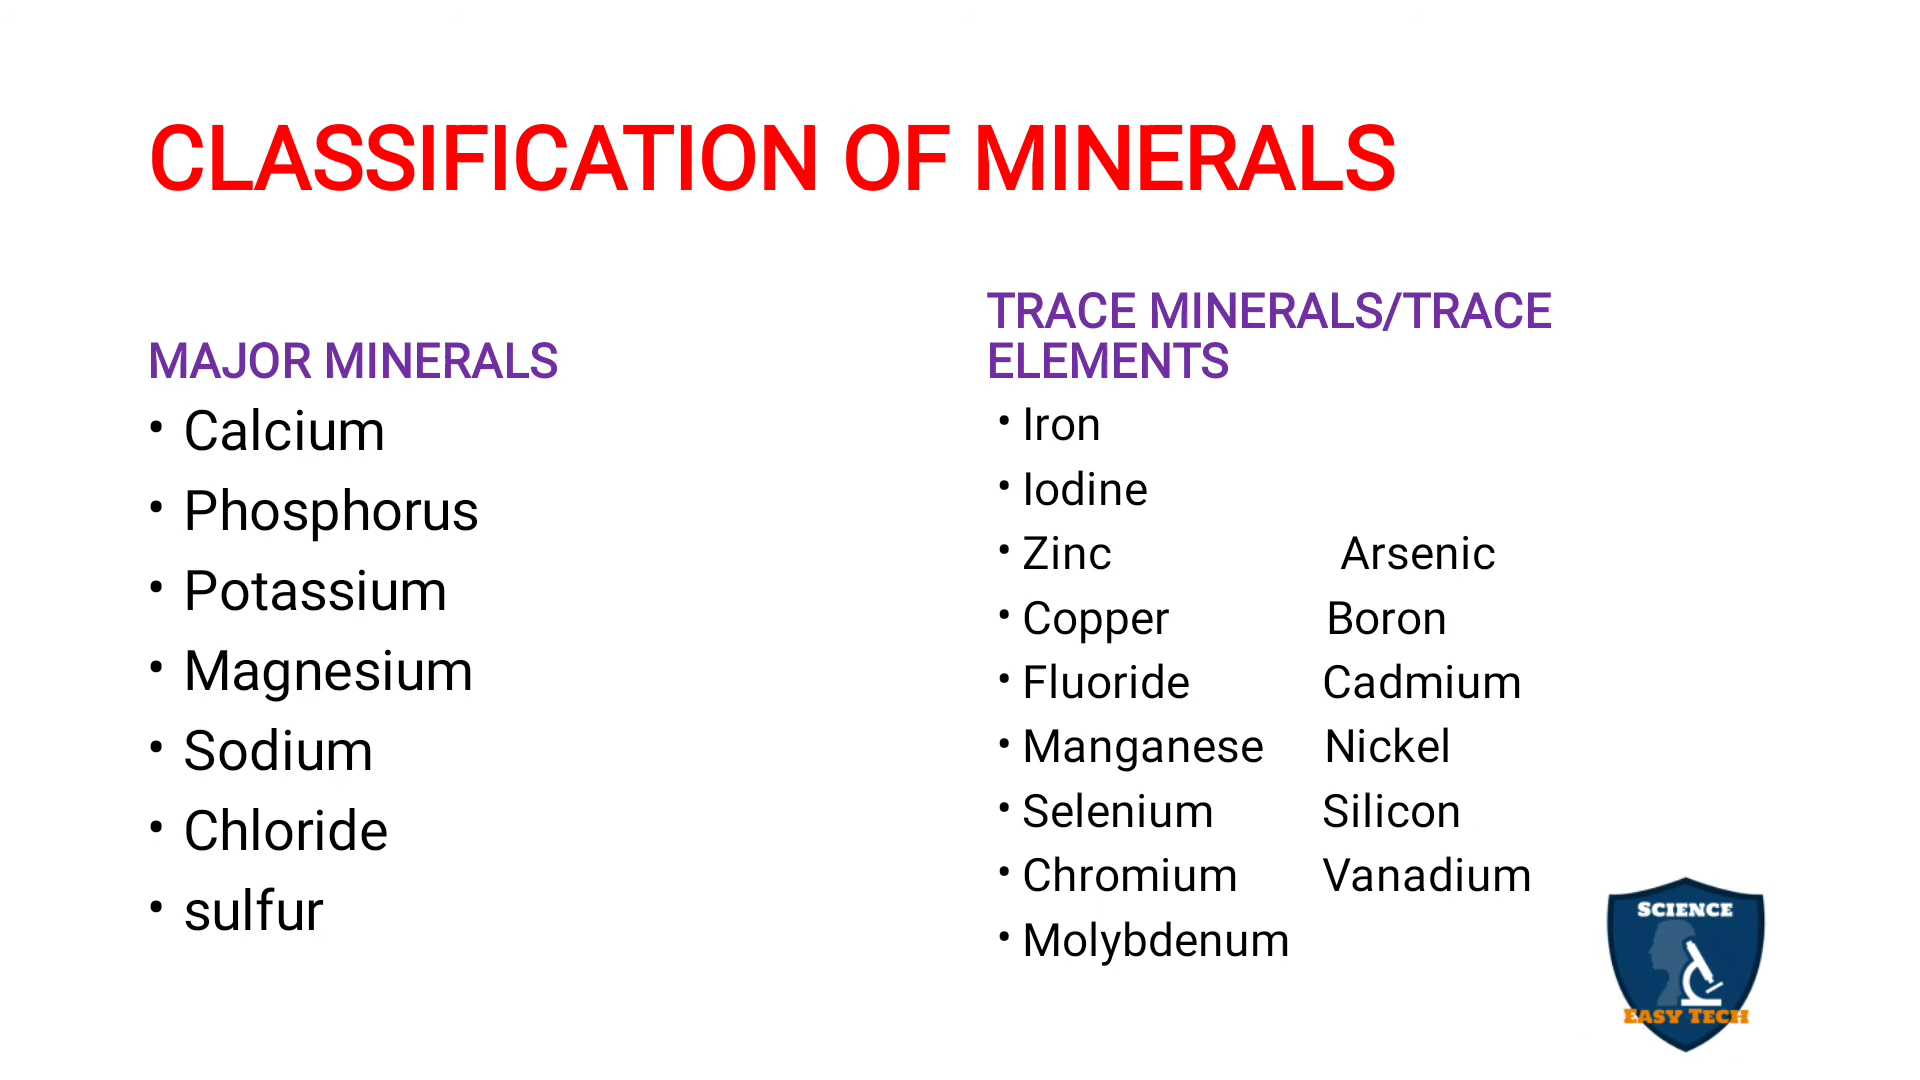 CLASSIFICATION OF MINERALS
MAJOR MINERALS
• Calcium
• Phosphorus
• Potassium
• Magnesium
• Sodium
• Chloride
• sulfur
TRACE MINERALS/TRACE
ELEMENTS
• Iron
• Iodine
• Zinc Arsenic
• Copper Boron
• Fluoride Cadmium
• Manganese Nickel
• Selenium Silicon
• Chromium Vanadium
• Molybdenum
SCIENCE
EASY TECH